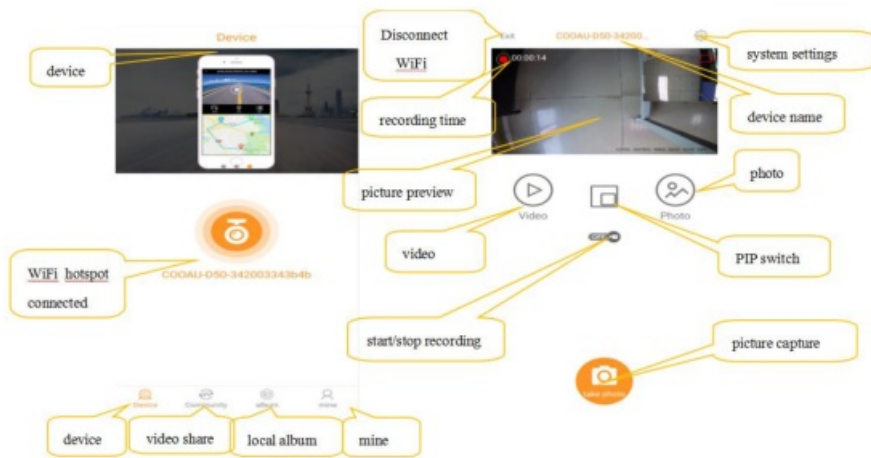 Device
device
WiFi hotspot
connected
COOAU-D50-342003343b4b
Device
Community
album
mine
device
video share
local album
mine
Disconnect
WiFi
Exit
COOAU-D50-34200...
system settings
00:00:14
recording time
device name
picture preview
photo
Video
Photo
video
PIP switch
OFF
start/stop recording
picture capture
take photo